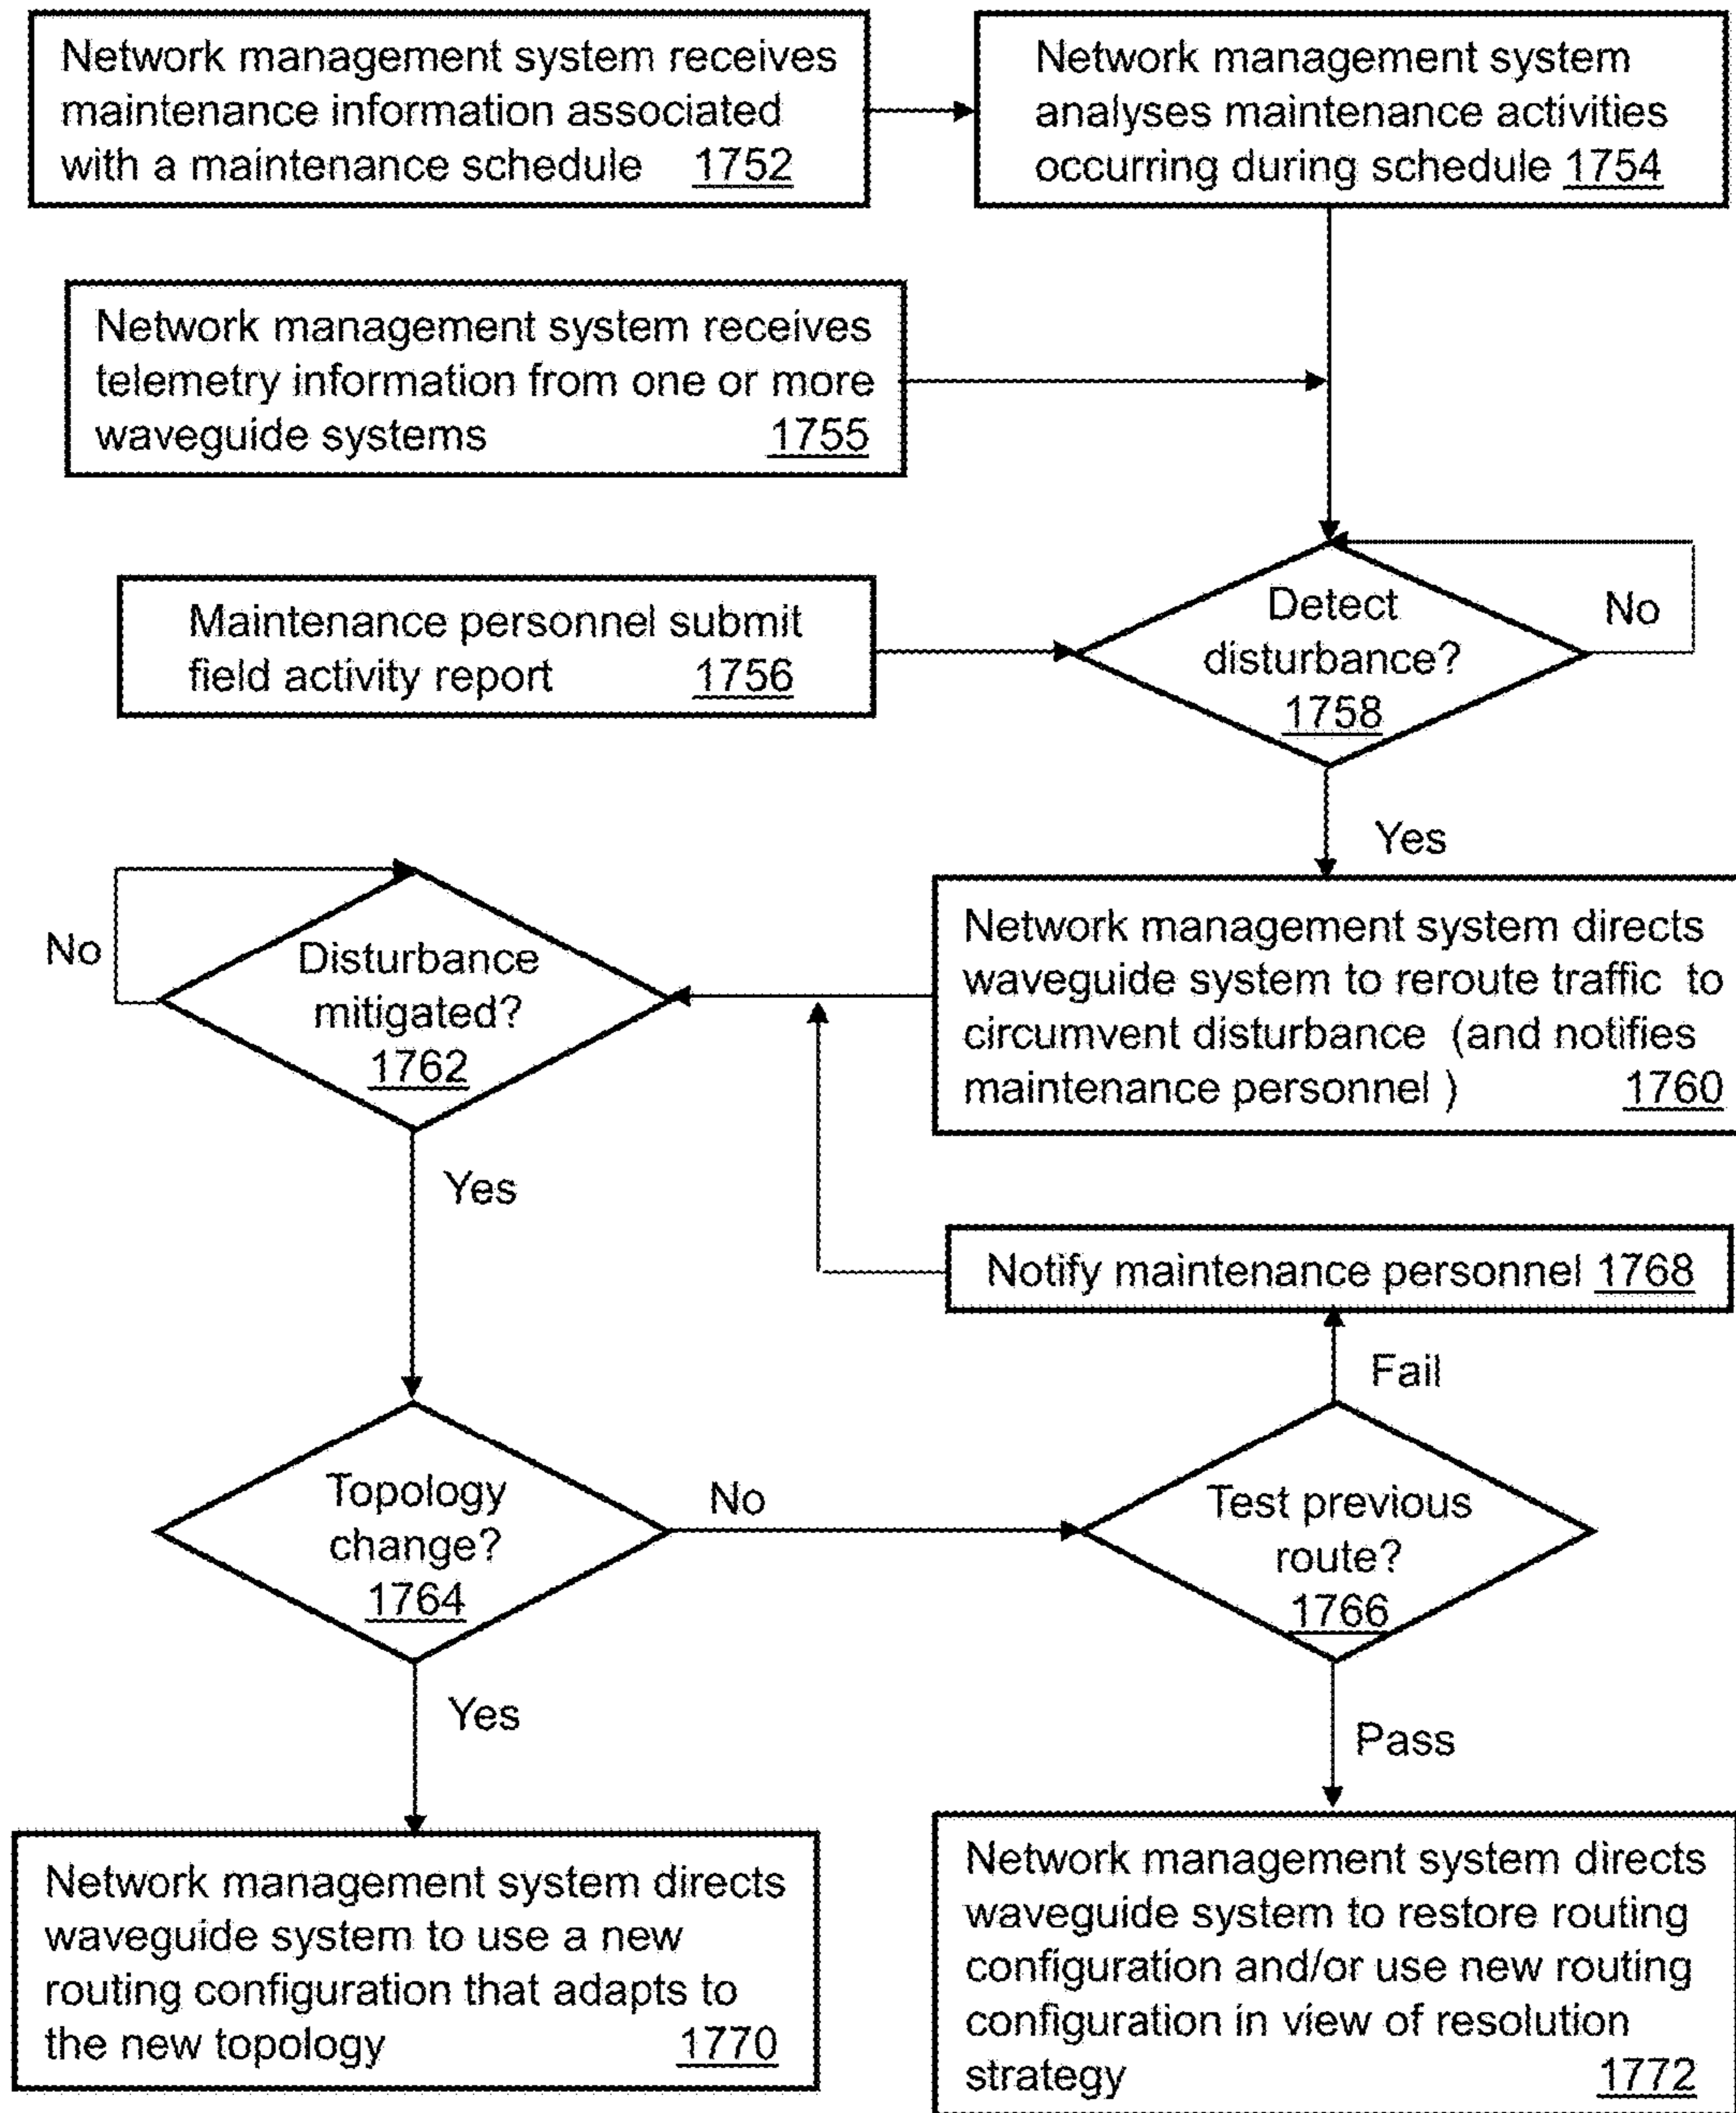 Network management system receives
maintenance information associated
with a maintenance schedule 1752
Network management system
analyses maintenance activities
occurring during schedule 1754
Network management system receives
telemetry information from one or more
waveguide systems 1755
Maintenance personnel submit
field activity report 1756
Detect
disturbance?
1758
No
Yes
Network management system directs
waveguide system to reroute traffic to
circumvent disturbance (and notifies
maintenance personnel ) 1760
No
Disturbance
mitigated?
1762
Yes
Notify maintenance personnel 1768
Fail
Topology
change?
1764
No
Test previous
route?
1766
Yes
Pass
Network management system directs
waveguide system to use a new
routing configuration that adapts to
the new topology 1770
Network management system directs
waveguide system to restore routing
configuration and/or use new routing
configuration in view of resolution
strategy 1772